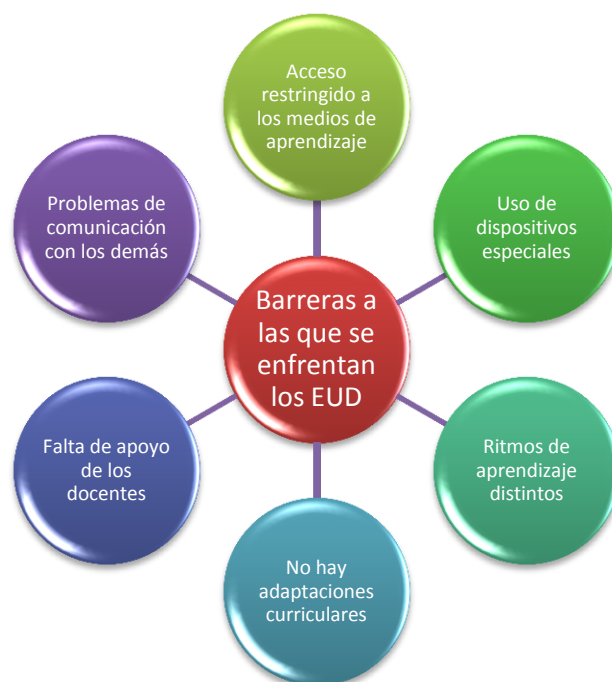 Acceso
restringido a
los medios de
aprendizaje
Uso de
dispositivos
especiales
Ritmos de
aprendizaje
distintos
No hay
adaptaciones
curriculares
Falta de apoyo
de los
docentes
Problemas de
comunicación
con los demás
Barreras a
las que se
enfrentan
los EUD